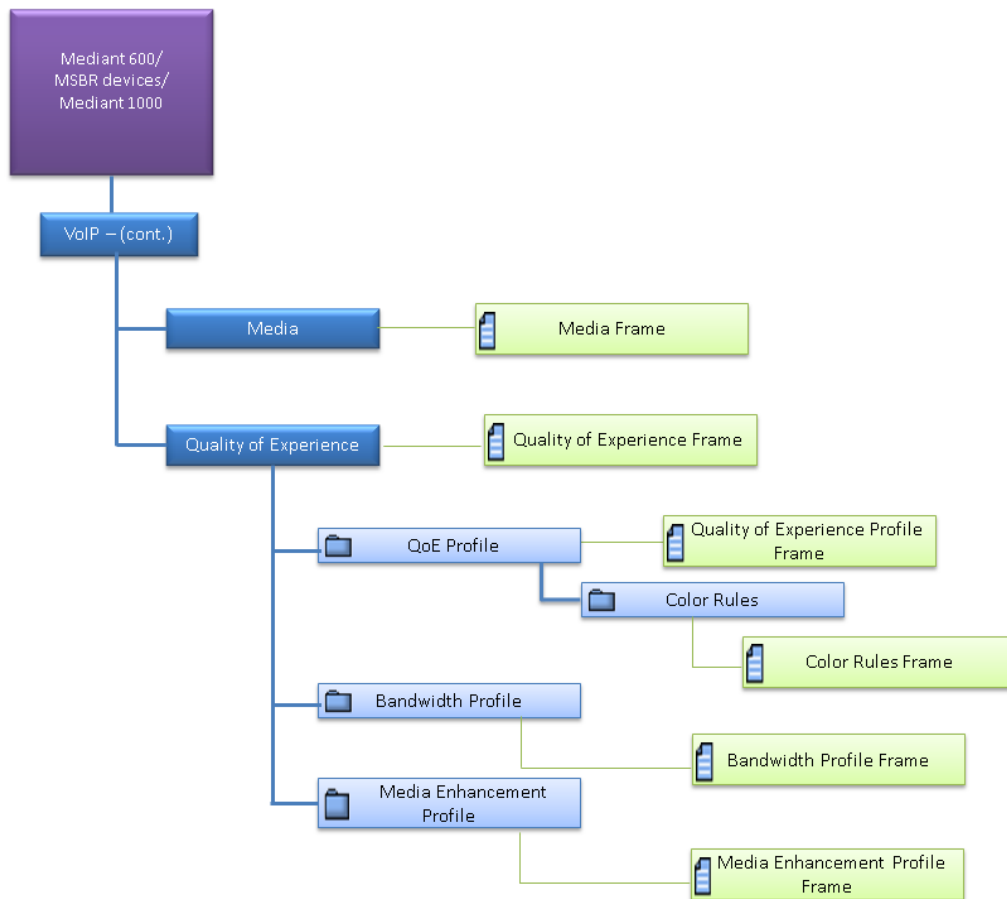 Mediant 600/
MSBR devices/
Mediant 1000
VoIP – (cont.)
Media
Media Frame
Quality of Experience
Quality of Experience Frame
QoE Profile
Quality of Experience Profile
Frame
Color Rules
Color Rules Frame
Bandwidth Profile
Bandwidth Profile Frame
Media Enhancement
Profile
Media Enhancement Profile
Frame